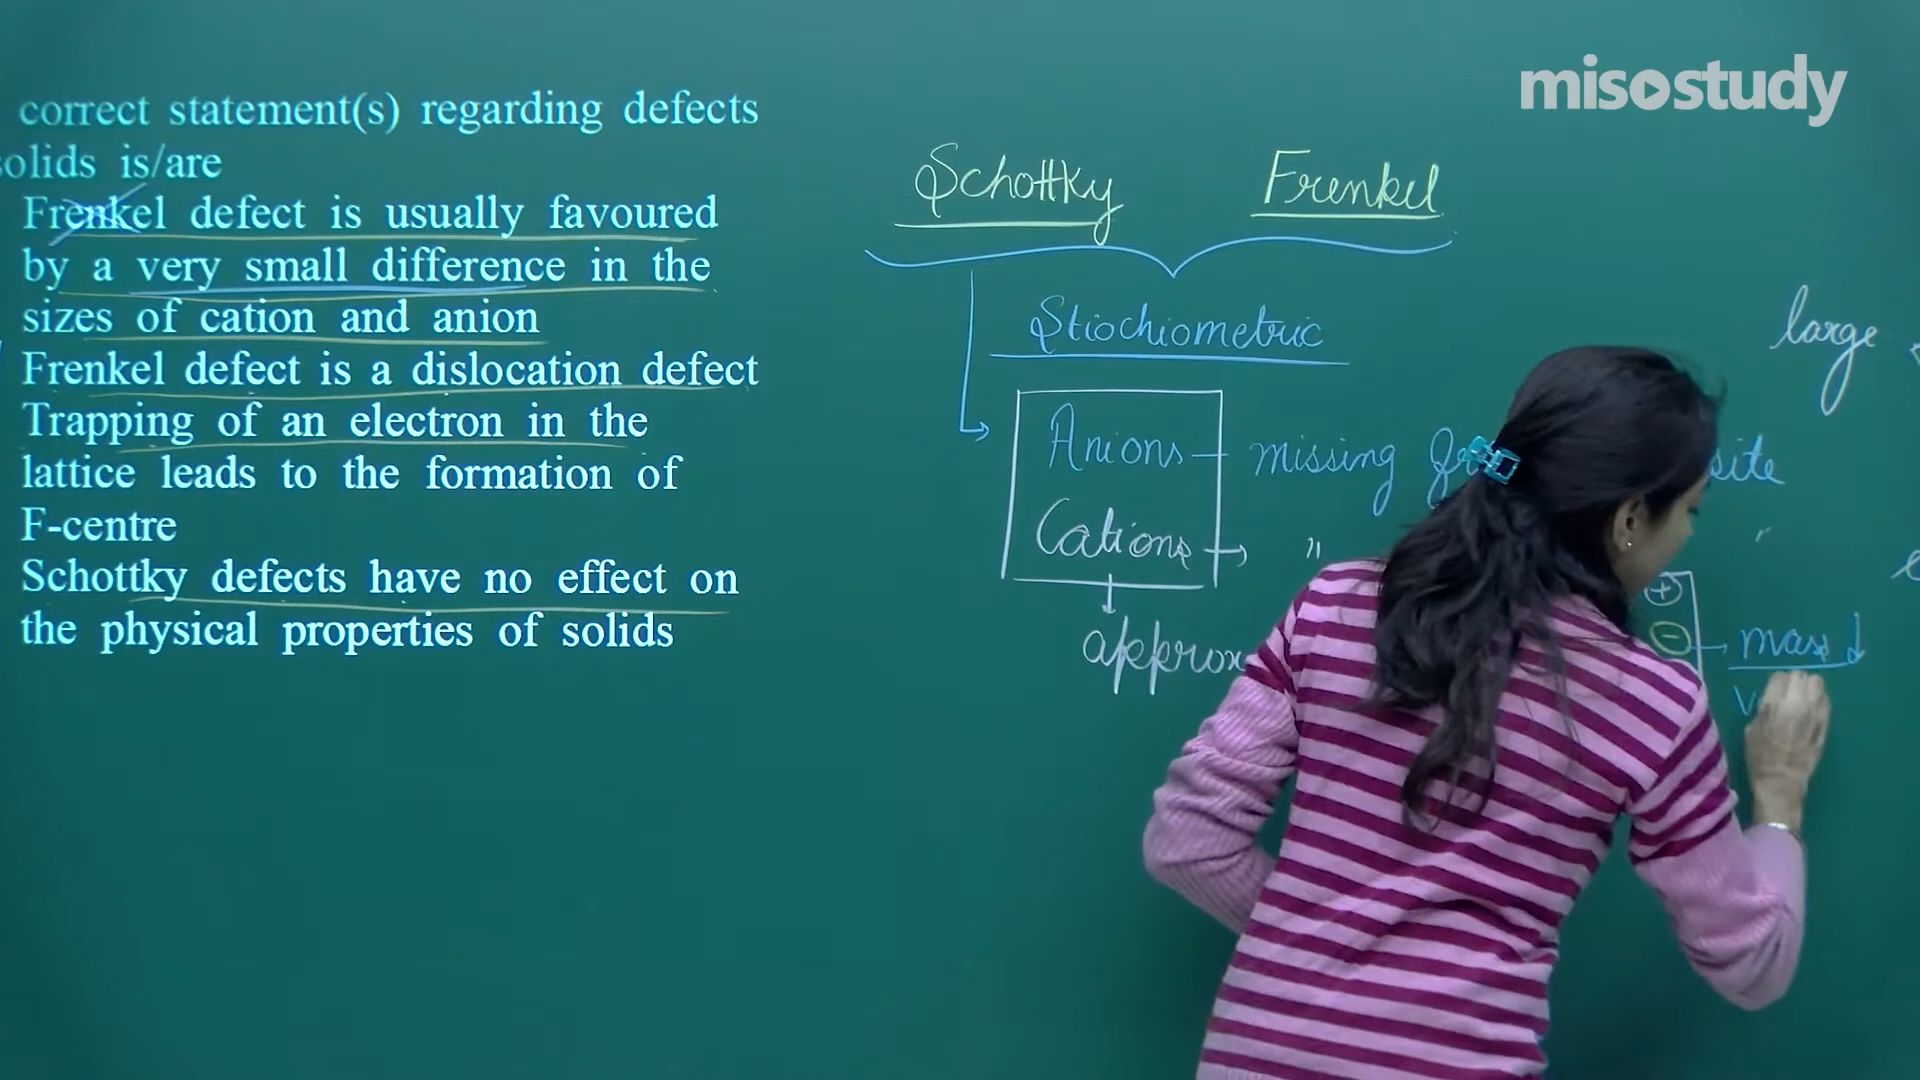 misostudy
correct statement(s) regarding defects
solids is/are
Frenkel defect is usually favoured
by a very small difference in the
sizes of cation and anion
Frenkel defect is a dislocation defect
Trapping of an electron in the
lattice leads to the formation of
F-centre
Schottky defects have no effect on
the physical properties of solids
Schottky Frenkel
Stiochiometric
large
Anions missing site
Cations → "
approx
+
- → mass ↓